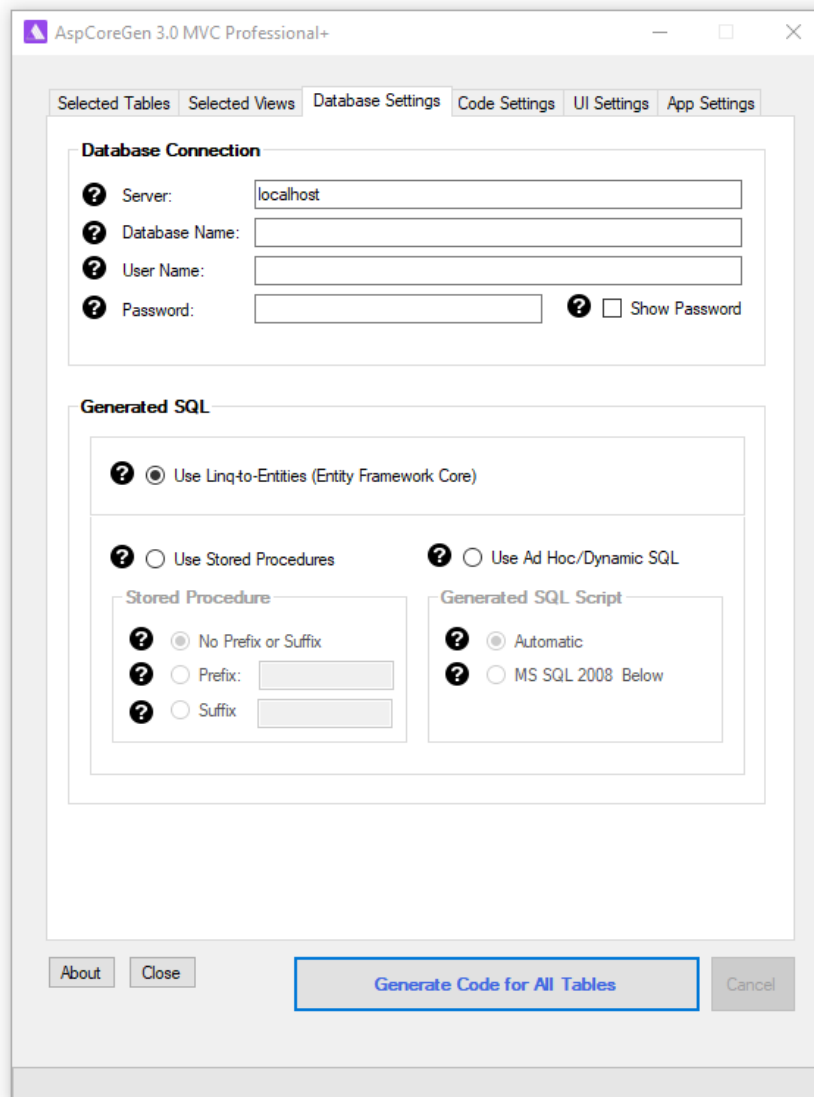 AspCoreGen 3.0 MVC Professional+
Selected Tables Selected Views Database Settings Code Settings UI Settings App Settings
Database Connection
? Server: localhost
? Database Name:
? User Name:
? Password: ? Show Password
Generated SQL
? Use Linq-to-Entities (Entity Framework Core)
? Use Stored Procedures ? Use Ad Hoc/Dynamic SQL
Stored Procedure Generated SQL Script
? No Prefix or Suffix ? Automatic
? Prefix: ? MS SQL 2008 Below
? Suffix
About Close Generate Code for All Tables Cancel